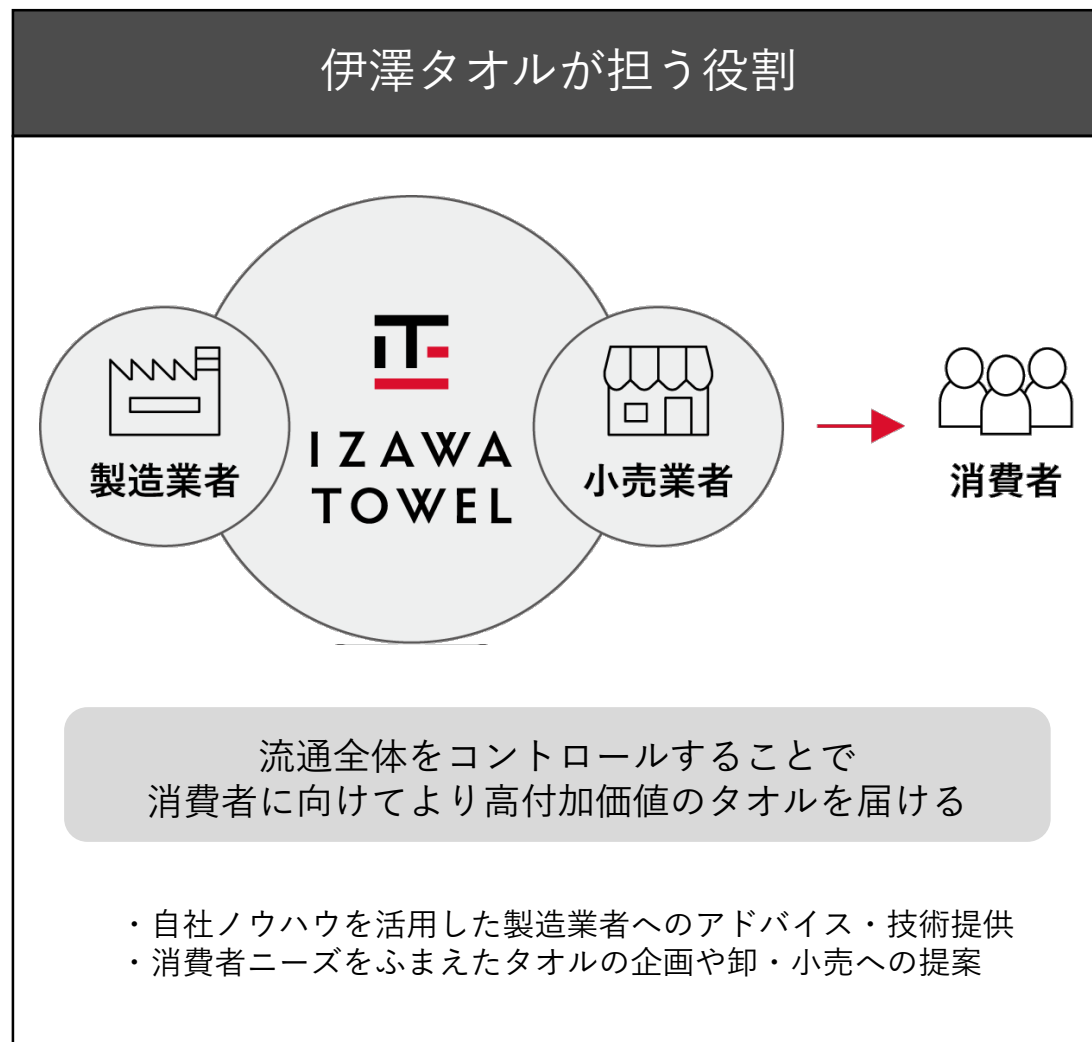 伊澤タオルが担う役割
IZAWA
TOWEL
製造業者
小売業者
消費者
流通全体をコントロールすることで
消費者に向けてより高付加価値のタオルを届ける
・自社ノウハウを活用した製造業者へのアドバイス・技術提供
・消費者ニーズをふまえたタオルの企画や卸・小売への提案